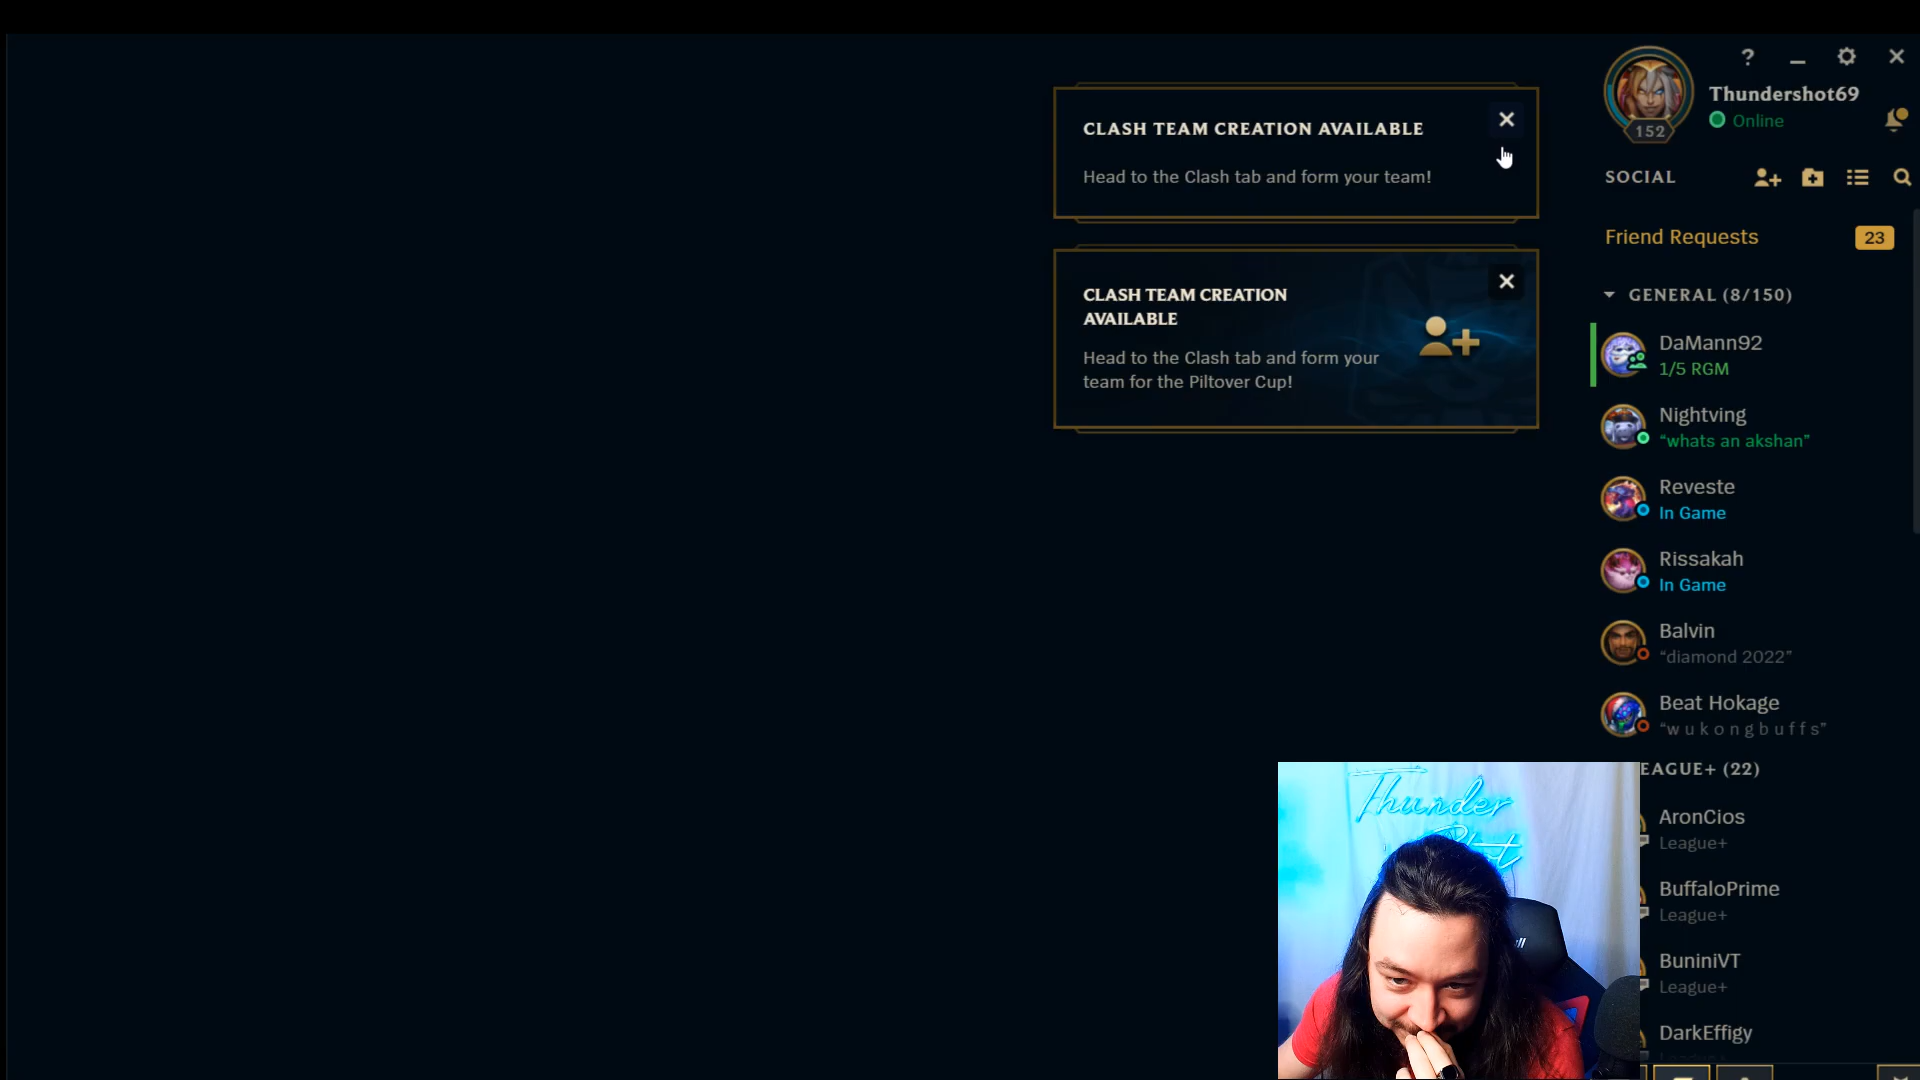 Thundershot69
152
Online
CLASH TEAM CREATION AVAILABLE
Head to the Clash tab and form your team!
SOCIAL
Friend Requests
23
CLASH TEAM CREATION
AVAILABLE
Head to the Clash tab and form your
team for the Piltover Cup!
GENERAL (8/150)
DaMann92
1/5 RGM
Nightving
“whats an akshan”
Reveste
In Game
Rissakah
In Game
Balvin
“diamond 2022”
Beat Hokage
“w u k o n g b u f f s”
EAGUE+ (22)
AronCios
League+
BuffaloPrime
League+
BuniniVT
League+
DarkEffigy
Thunder